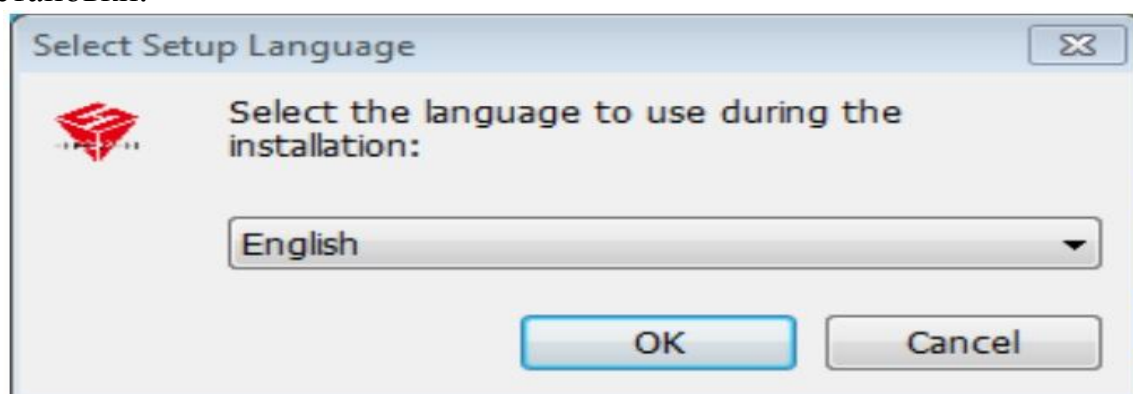 Select Setup Language
Select the language to use during the
installation:
English
OK
Cancel